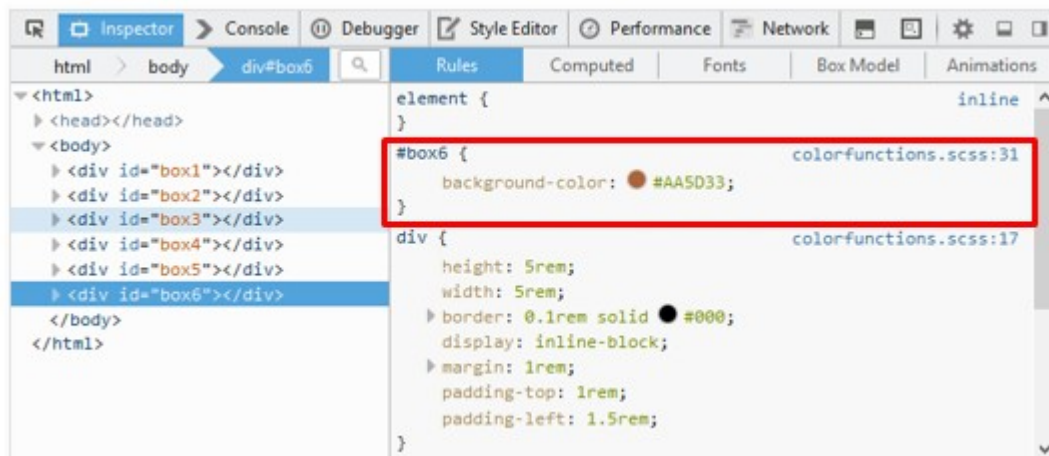 Inspector Console Debugger Style Editor Performance Network
html body div#box6 Rules Computed Fonts Box Model Animations
<html>
<head></head>
<body>
<div id="box1"></div>
<div id="box2"></div>
<div id="box3"></div>
<div id="box4"></div>
<div id="box5"></div>
<div id="box6"></div>
</body>
</html>
element { inline
}
#box6 { colorfunctions.scss:31
background-color: #AA5D33;
}
div { colorfunctions.scss:17
height: 5rem;
width: 5rem;
border: 0.1rem solid #000;
display: inline-block;
margin: 1rem;
padding-top: 1rem;
padding-left: 1.5rem;
}